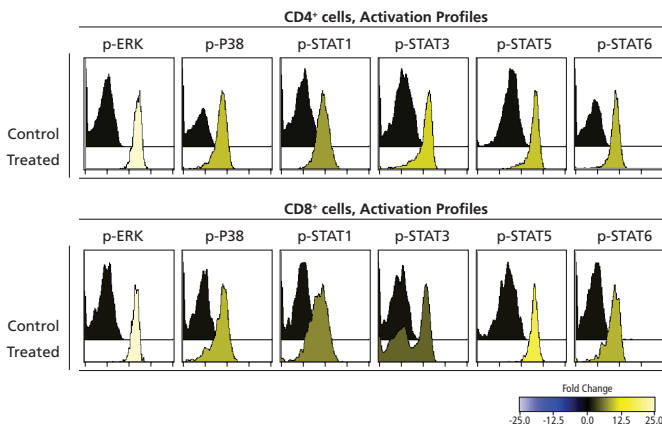 CD4⁺ cells, Activation Profiles
p-ERK p-P38 p-STAT1 p-STAT3 p-STAT5 p-STAT6
Control
Treated
CD8⁺ cells, Activation Profiles
p-ERK p-P38 p-STAT1 p-STAT3 p-STAT5 p-STAT6
Control
Treated
Fold Change
-25.0 -12.5 0.0 12.5 25.0